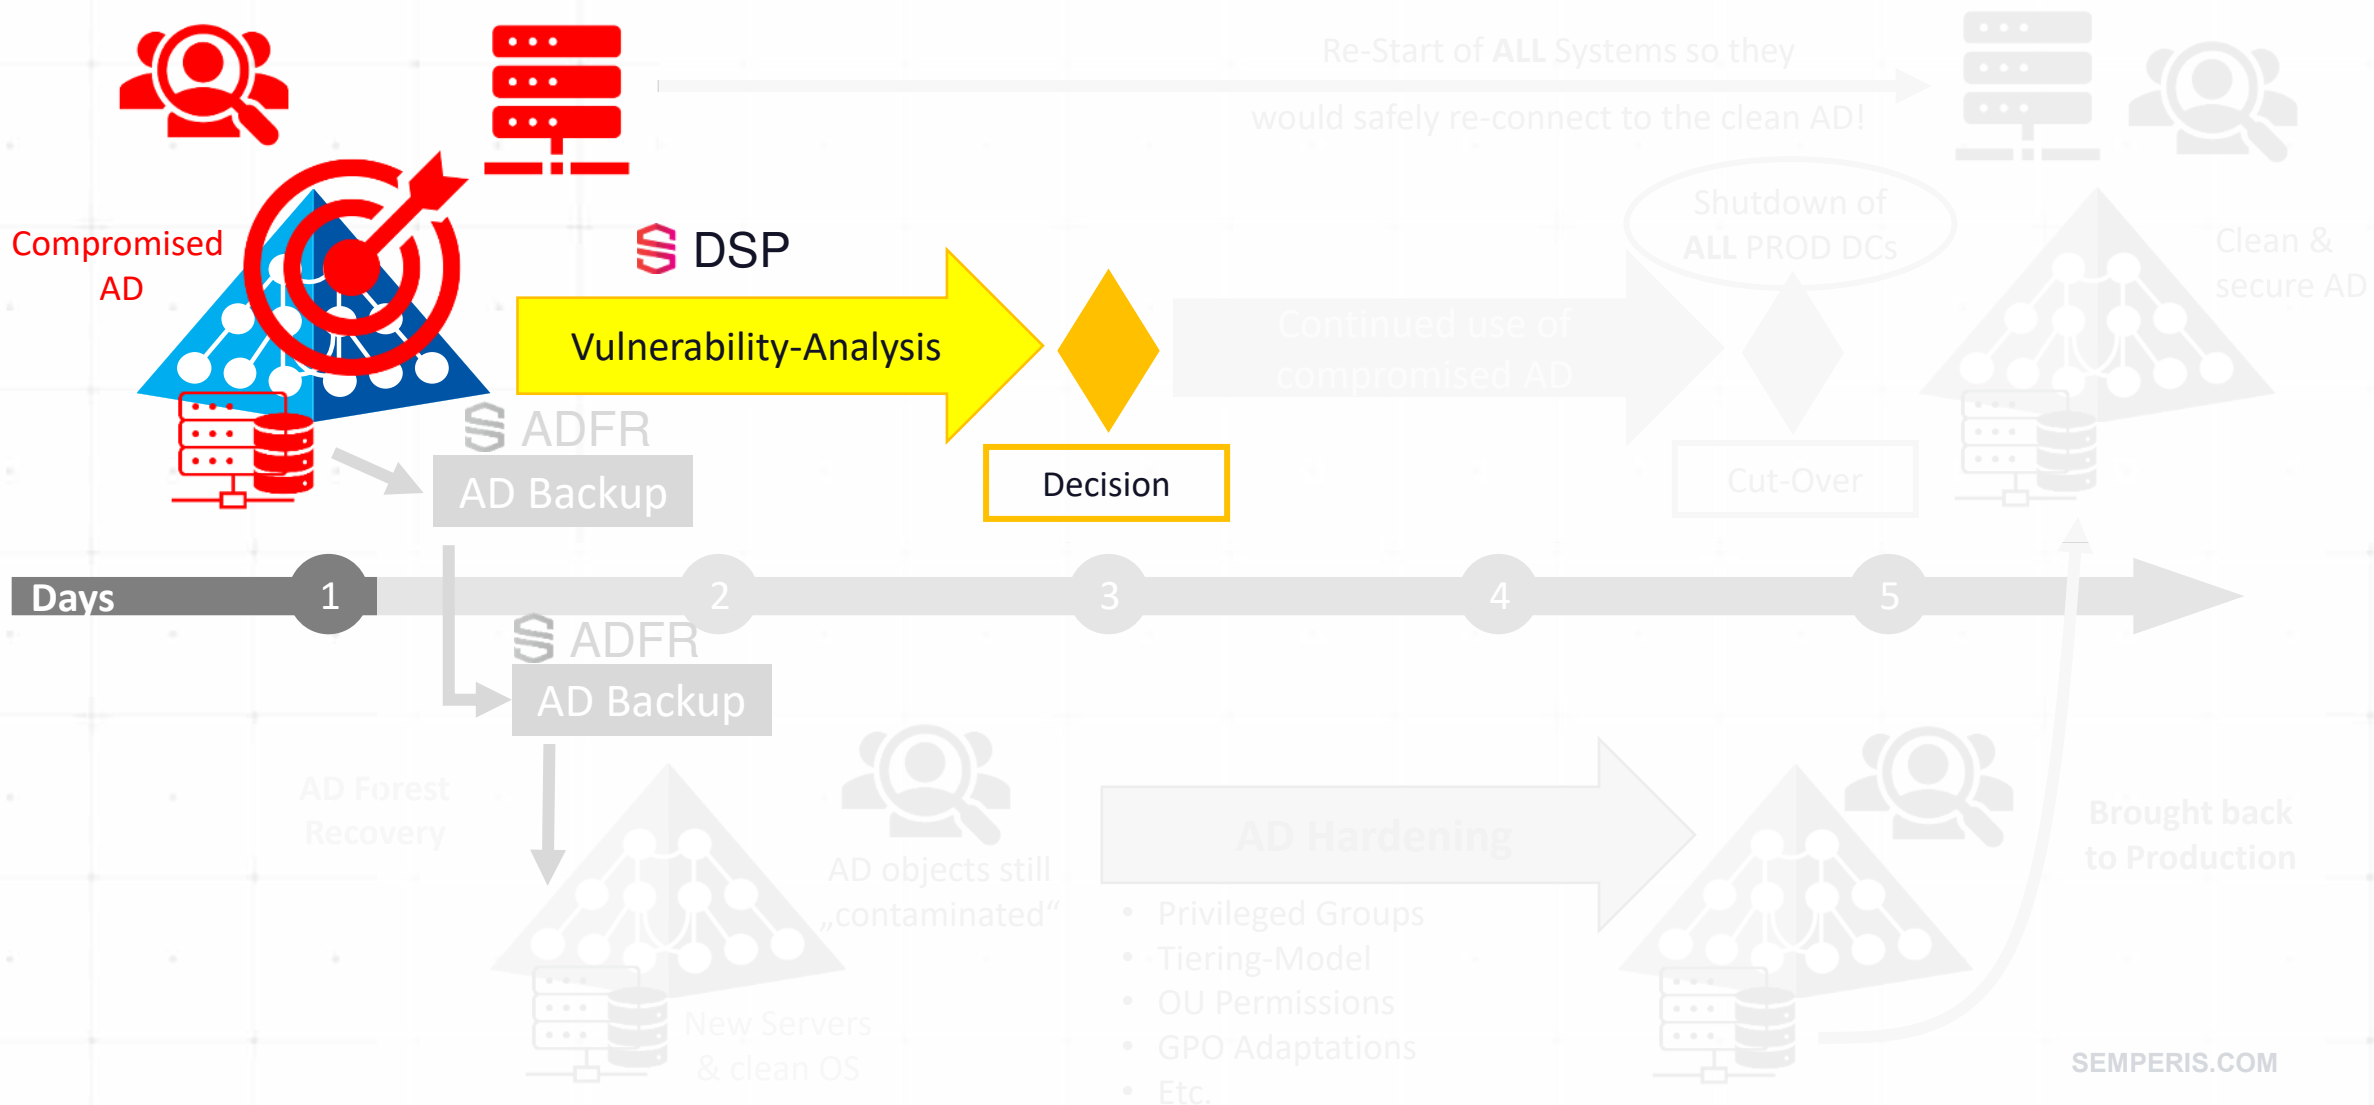 Re-Start of ALL Systems so they
would safely re-connect to the clean AD!
Compromised
AD
DSP
Vulnerability-Analysis
Decision
Continued use of
compromised AD
Shutdown of
ALL PROD DCs
Cut-Over
Clean &
secure AD
ADFR
AD Backup
Days
1
2
3
4
5
ADFR
AD Backup
AD Forest
Recovery
AD objects still
„contaminated“
New Servers
& clean OS
AD Hardening
• Privileged Groups
• Tiering-Model
• OU Permissions
• GPO Adaptations
• Etc.
Brought back
to Production
SEMPERIS.COM